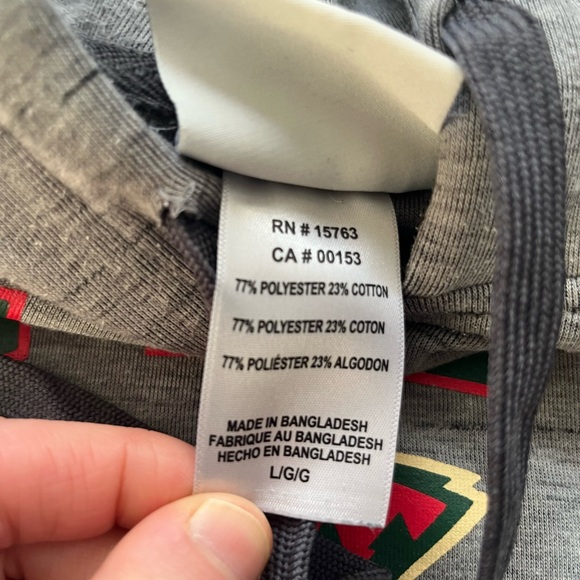 RN # 15763
CA # 00153
77% POLYESTER 23% COTTON
77% POLYESTER 23% COTON
77% POLIÉSTER 23% ALGODON
MADE IN BANGLADESH
FABRIQUE AU BANGLADESH
HECHO EN BANGLADESH
L/G/G